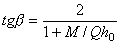 tgβ = 2 / (1 + M / Qh₀)